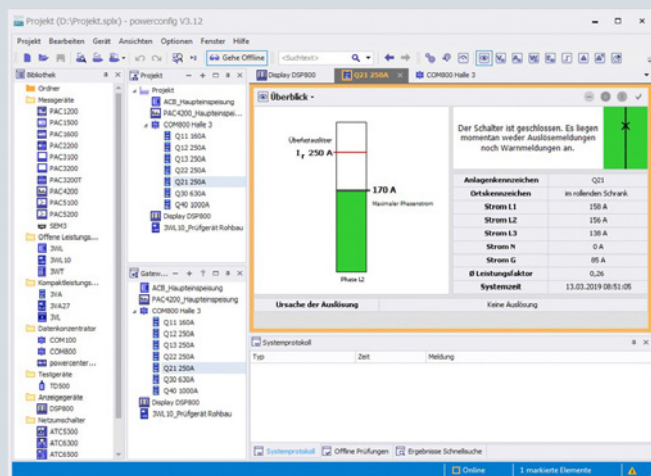 Projekt (D:\Projekt.splx) - powerconfig V3.12
Projekt Bearbeiten Gerät Ansichten Optionen Fenster Hilfe
Gehe Offline
<Suchtext>
Bibliothek
Ordner
Messgeräte
PAC1200
PAC1500
PAC1600
PAC2200
PAC3100
PAC3200
PAC3200T
PAC4200
PAC5100
PAC5200
SEM3
Offene Leistungs...
3WL
3WL10
3WT
Kompaktleistungs...
3VA
3VA27
3VL
Datenkonzentrator
COM100
COM800
powercenter...
Testgeräte
TD500
Anzeigegeräte
DSP800
Netzumschalter
ATC5300
ATC6300
ATC6500
Projekt
Projekt
ACB_Haupteinspeisung
PAC4200_Haupteinspei...
COM800 Halle 3
Q11 160A
Q12 250A
Q13 250A
Q22 250A
Q21 250A
Q30 630A
Q40 1000A
Display DSP800
3WL10_Prüfgerät Rohbau
Gatew...
ACB_Haupteinspeisung
PAC4200_Haupteinspeisung
COM800 Halle 3
Q11 160A
Q12 250A
Q13 250A
Q22 250A
Q21 250A
Q30 630A
Q40 1000A
Display DSP800
3WL10_Prüfgerät Rohbau
Display DSP800
Q21 250A
COM800 Halle 3
Überblick
Überlastauslöser
Ir 250 A
170 A
Maximaler Phasenstrom
Phase L2
Der Schalter ist geschlossen. Es liegen
momentan weder Auslösemeldungen
noch Warnmeldungen an.
Anlagenkennzeichen Q21
Ortskennzeichen im rollenden Schrank
Strom L1 158 A
Strom L2 156 A
Strom L3 138 A
Strom N 0 A
Strom G 85 A
Ø Leistungsfaktor 0,26
Systemzeit 13.03.2019 08:51:05
Ursache der Auslösung Keine Auslösung
Systemprotokoll
Typ Zeit Meldung
Systemprotokoll Offline Prüfungen Ergebnisse Schnellsuche
Online 1 markierte Elemente